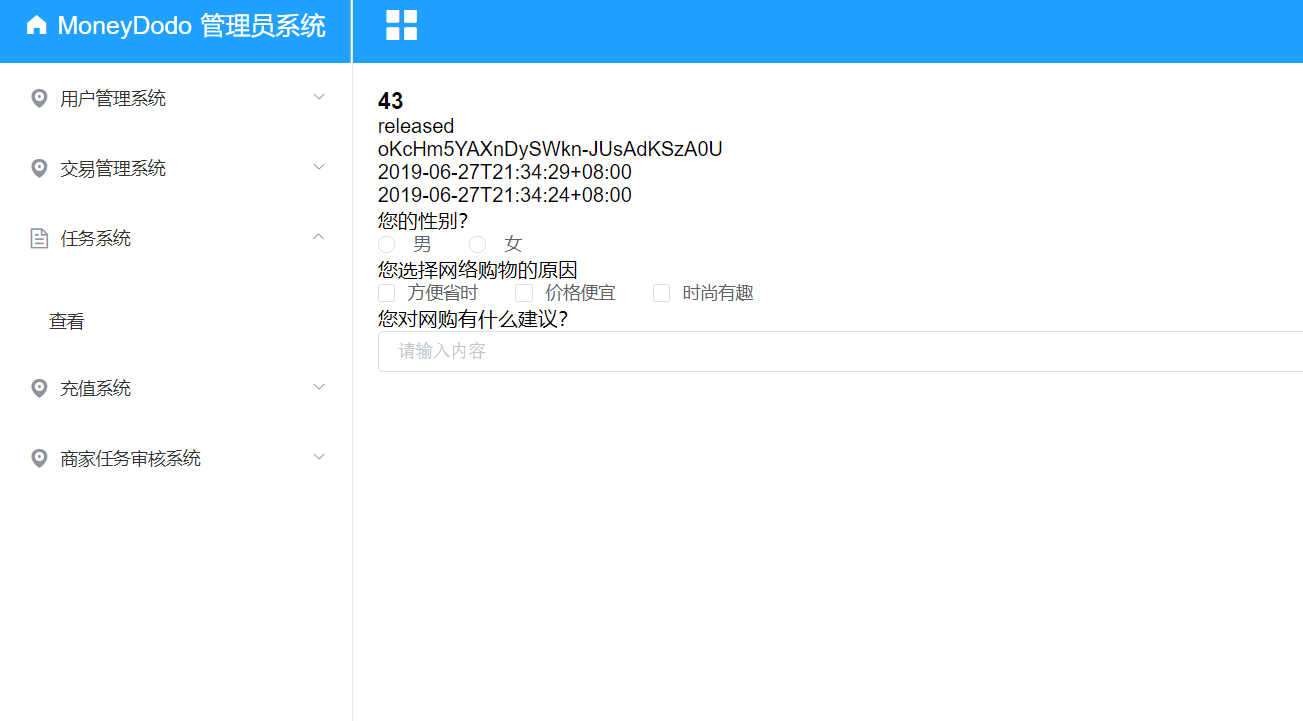 MoneyDodo 管理员系统
用户管理系统
交易管理系统
任务系统
查看
充值系统
商家任务审核系统
43
released
oKcHm5YAXnDySWkn-JUsAdKSzA0U
2019-06-27T21:34:29+08:00
2019-06-27T21:34:24+08:00
您的性别?
男 女
您选择网络购物的原因
方便省时 价格便宜 时尚有趣
您对网购有什么建议?
请输入内容